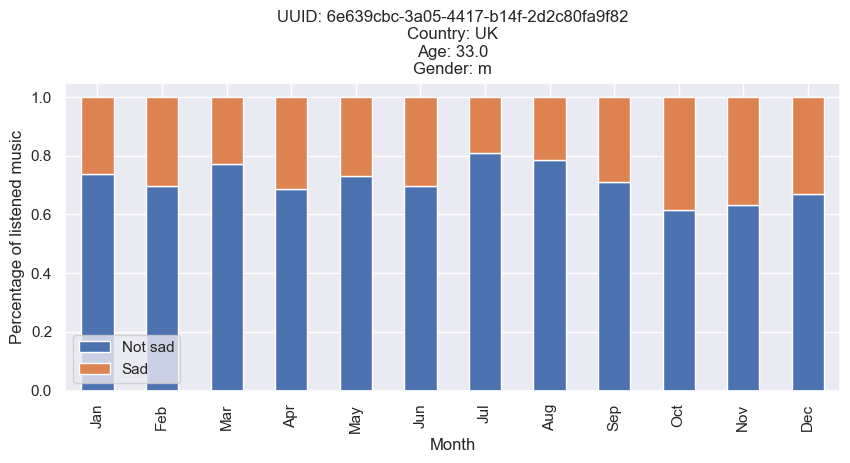 UUID: 6e639cbc-3a05-4417-b14f-2d2c80fa9f82
Country: UK
Age: 33.0
Gender: m
Percentage of listened music
1.0
0.8
0.6
0.4
0.2
0.0
Not sad
Sad
Jan
Feb
Mar
Apr
May
Jun
Jul
Aug
Sep
Oct
Nov
Dec
Month